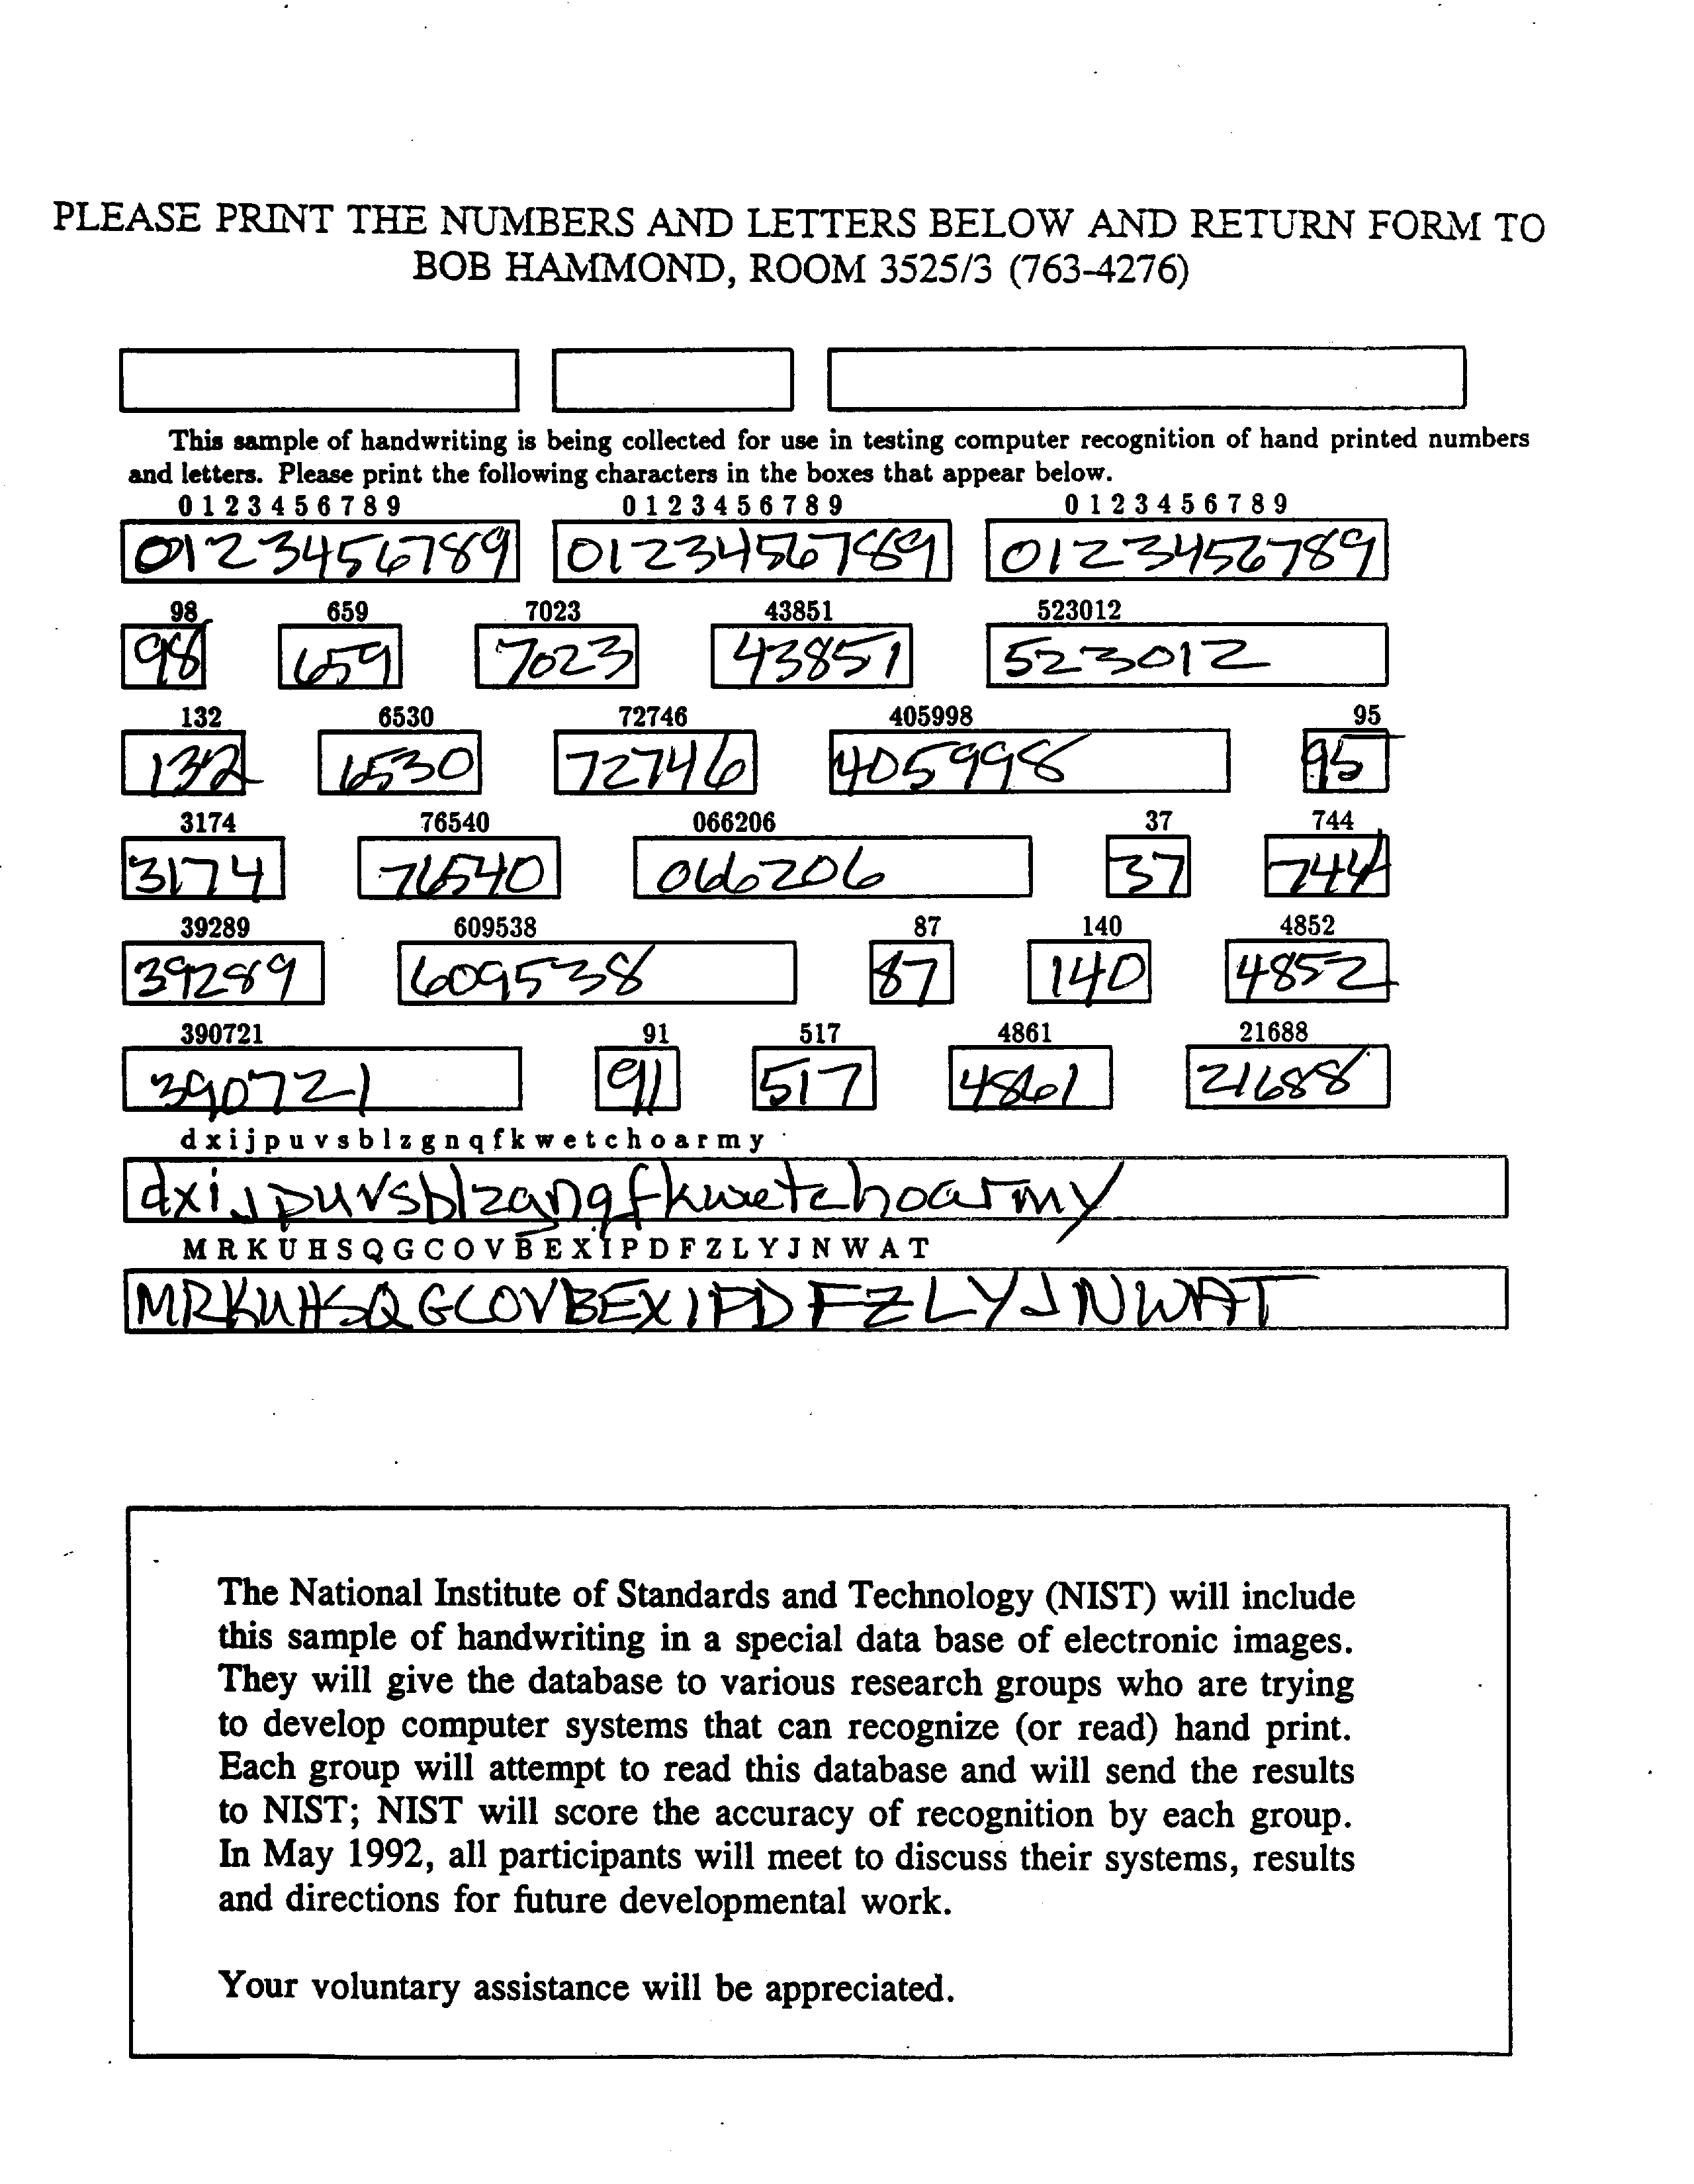 PLEASE PRINT THE NUMBERS AND LETTERS BELOW AND RETURN FORM TO
BOB HAMMOND, ROOM 3525/3 (763-4276)
This sample of handwriting is being collected for use in testing computer recognition of hand printed numbers
and letters. Please print the following characters in the boxes that appear below.
0 1 2 3 4 5 6 7 8 9 0 1 2 3 4 5 6 7 8 9 0 1 2 3 4 5 6 7 8 9
0123456789 0123456789 0123456789
98 659 7023 43851 523012
98 659 7023 43851 523012
132 6530 72746 405998 95
132 6530 72746 405998 95
3174 76540 066206 37 744
3174 76540 066206 37 744
39289 609538 87 140 4852
39289 609538 87 140 4852
390721 91 517 4861 21688
390721 91 517 4861 21688
d x i j p u v s b l z g n q f k w e t c h o a r m y
dxijpuvsblzgnqfkwetchoarmy
M R K U H S Q G C O V B E X I P D F Z L Y J N W A T
MRKUHSQGCOVBEXIPDFZLYJNWAT
The National Institute of Standards and Technology (NIST) will include
this sample of handwriting in a special data base of electronic images.
They will give the database to various research groups who are trying
to develop computer systems that can recognize (or read) hand print.
Each group will attempt to read this database and will send the results
to NIST; NIST will score the accuracy of recognition by each group.
In May 1992, all participants will meet to discuss their systems, results
and directions for future developmental work.
Your voluntary assistance will be appreciated.